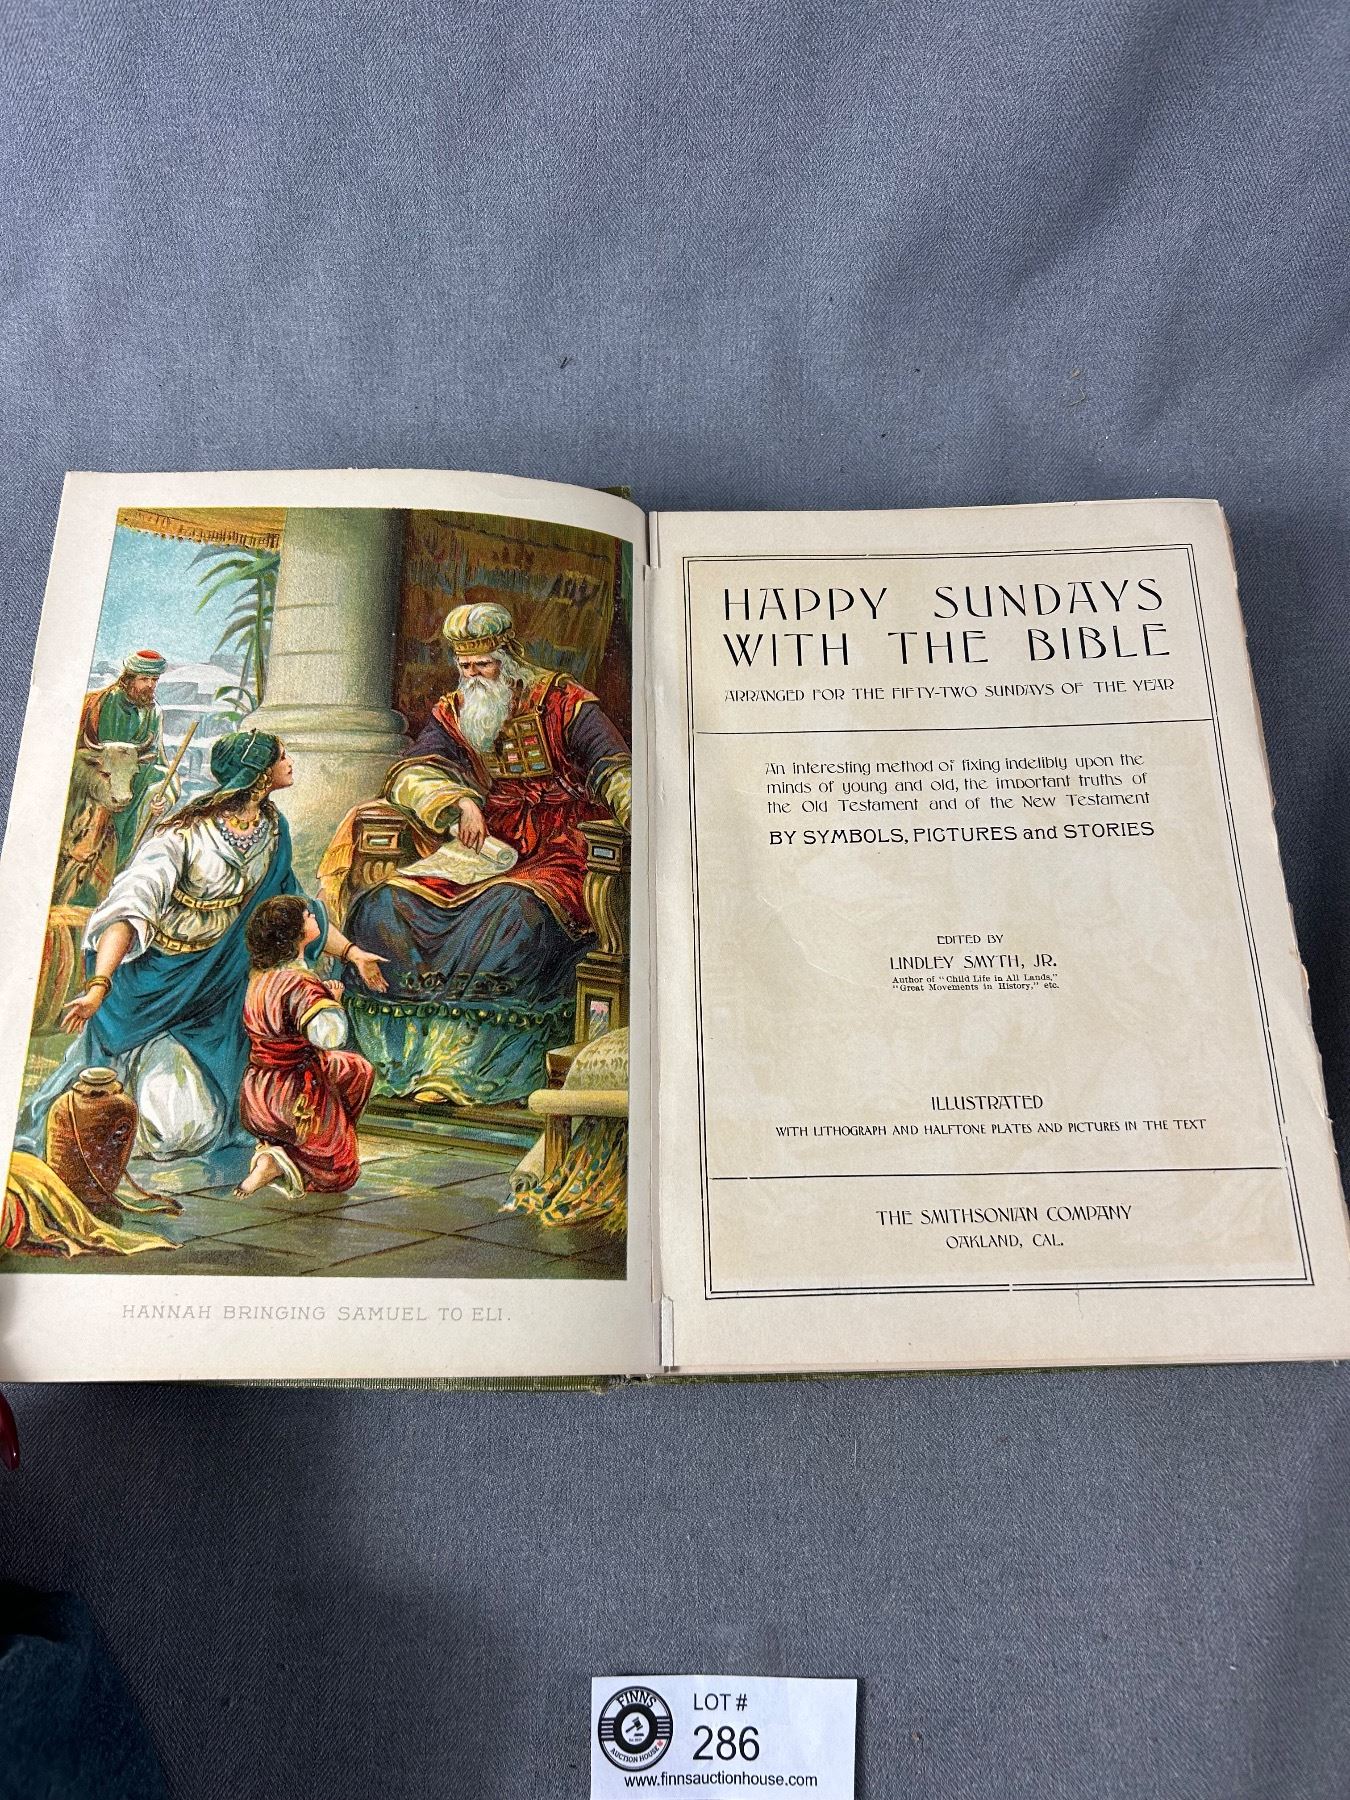 HANNAH BRINGING SAMUEL TO ELI.
HAPPY SUNDAYS
WITH THE BIBLE
ARRANGED FOR THE FIFTY-TWO SUNDAYS OF THE YEAR
An interesting method of fixing indelibly upon the
minds of young and old, the important truths of
the Old Testament and of the New Testament
BY SYMBOLS, PICTURES and STORIES
EDITED BY
LINDLEY SMYTH, JR.
Author of "Child Life in All Lands,"
"Great Movements in History," etc.
ILLUSTRATED
WITH LITHOGRAPH AND HALFTONE PLATES AND PICTURES IN THE TEXT
THE SMITHSONIAN COMPANY
OAKLAND, CAL.
FINNS
AUCTION HOUSE
LOT #
286
www.finnsauctionhouse.com